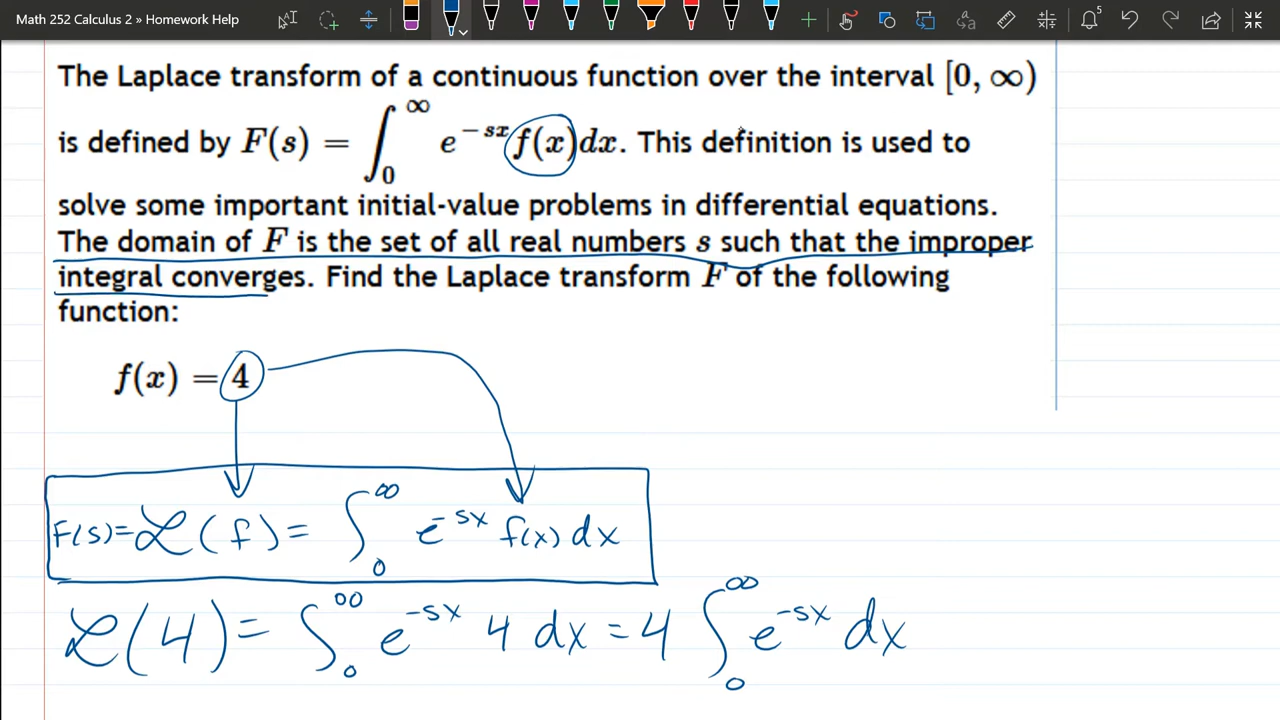 Math 252 Calculus 2 » Homework Help
5
The Laplace transform of a continuous function over the interval [0, ∞)
is defined by F(s) = ∫₀^∞ e^{−sx} f(x)dx. This definition is used to
solve some important initial-value problems in differential equations.
The domain of F is the set of all real numbers s such that the improper
integral converges. Find the Laplace transform F of the following
function:
f(x) = 4
F(s)=ℒ(f)= ∫₀^∞ e^{-sx} f(x) dx
ℒ(4)= ∫₀^∞ e^{-sx} 4 dx = 4 ∫₀^∞ e^{-sx} dx